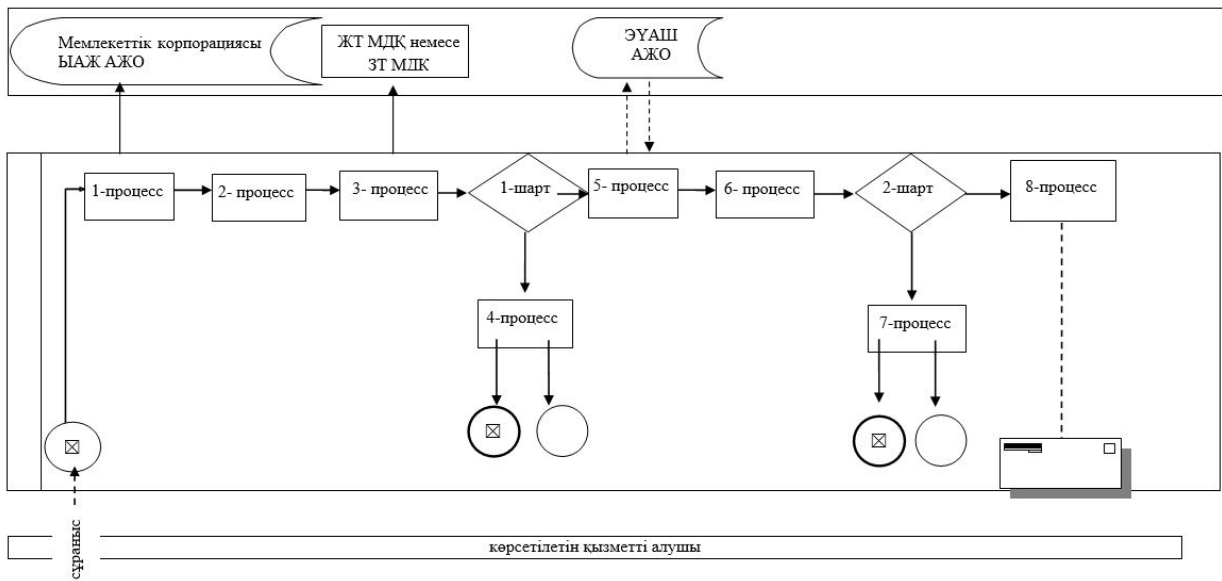 Мемлекеттік корпорациясы
ЫАЖ АЖО
ЖТ МДҚ немесе
ЗТ МДК
ЭҮАШ
АЖО
1-процесс
2- процесс
3- процесс
1-шарт
5- процесс
6- процесс
2-шарт
8-процесс
4-процесс
7-процесс
сұраныс
көрсетілетін қызметті алушы